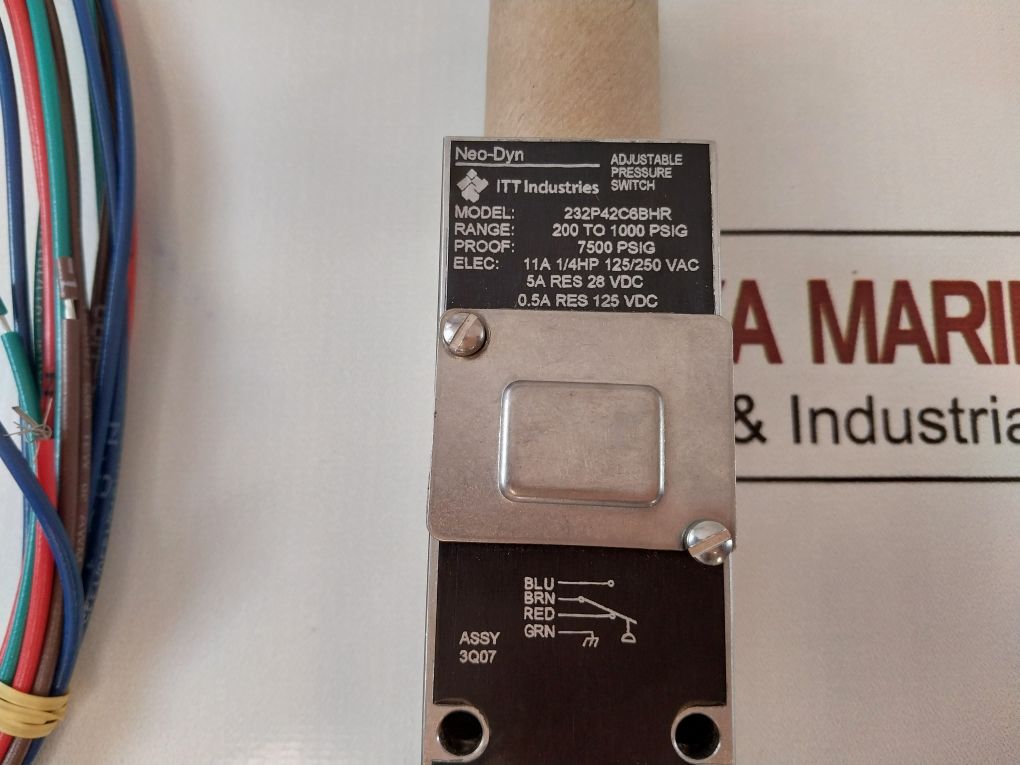 Neo-Dyn
ITT Industries
ADJUSTABLE
PRESSURE
SWITCH
MODEL: 232P42C6BHR
RANGE: 200 TO 1000 PSIG
PROOF: 7500 PSIG
ELEC: 11A 1/4HP 125/250 VAC
5A RES 28 VDC
0.5A RES 125 VDC
YA MARIN
& Industria
BLU
BRN
RED
GRN
ASSY
3Q07